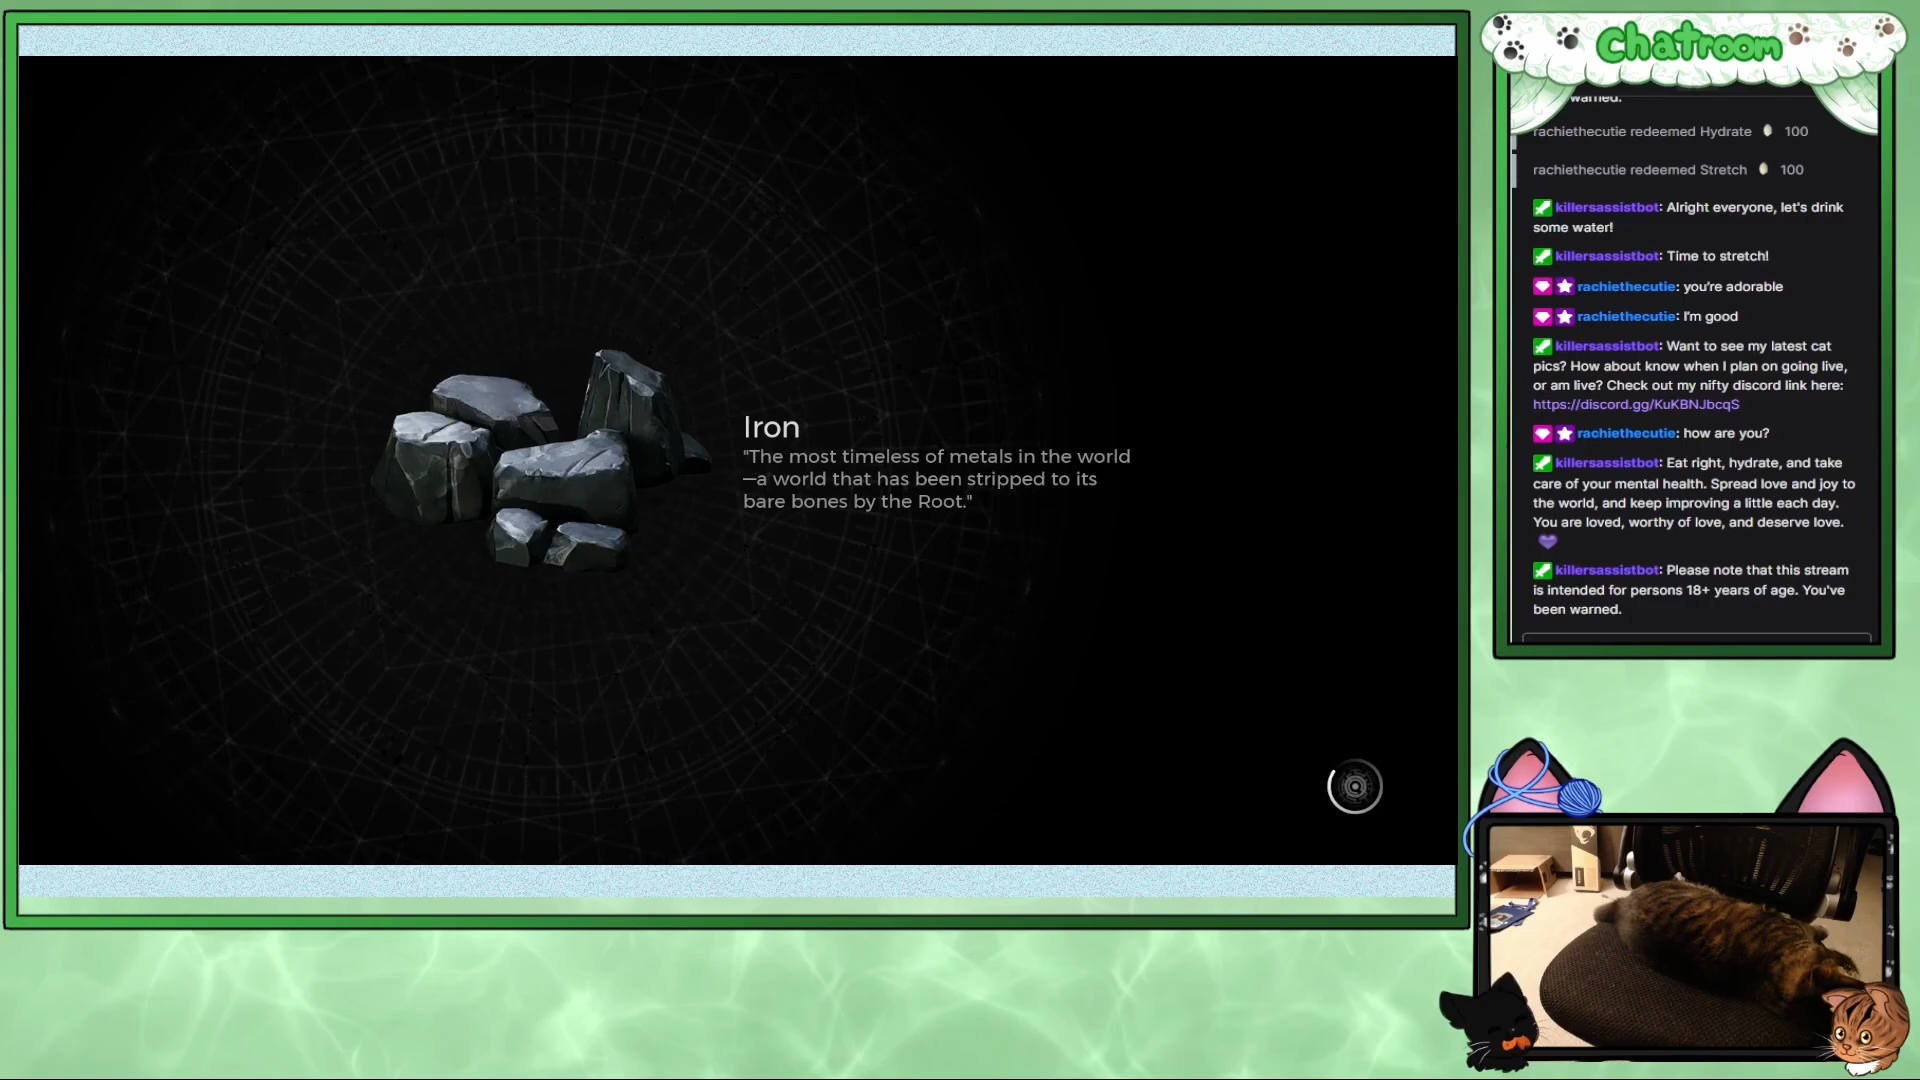 Iron
"The most timeless of metals in the world
—a world that has been stripped to its
bare bones by the Root."
Chatroom
warned.
rachiethecutie redeemed Hydrate 100
rachiethecutie redeemed Stretch 100
killersassistbot: Alright everyone, let's drink
some water!
killersassistbot: Time to stretch!
rachiethecutie: you're adorable
rachiethecutie: I'm good
killersassistbot: Want to see my latest cat
pics? How about know when I plan on going live,
or am live? Check out my nifty discord link here:
https://discord.gg/KuKBNJbcqS
rachiethecutie: how are you?
killersassistbot: Eat right, hydrate, and take
care of your mental health. Spread love and joy to
the world, and keep improving a little each day.
You are loved, worthy of love, and deserve love.
killersassistbot: Please note that this stream
is intended for persons 18+ years of age. You've
been warned.